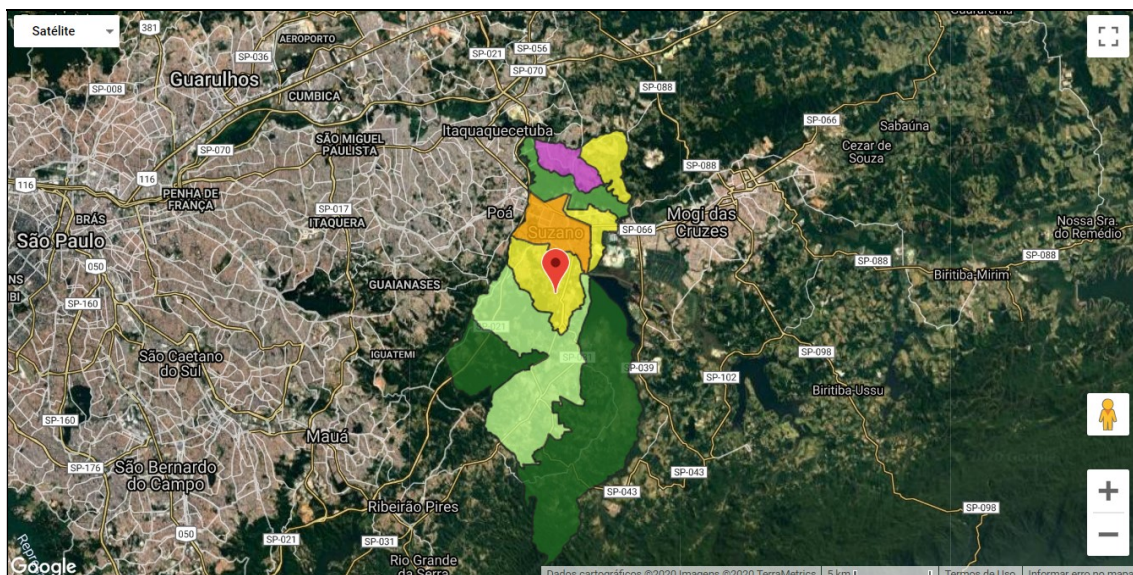 Satélite
381
AEROPORTO
SP-036
Guarulhos
SP-008
CUMBICA
SP-021
SP-056
SP-070
SP-088
Guararema
SP-066
Sabaúna
Cezar de
Souza
Itaquaquecetuba
SÃO MIGUEL
PAULISTA
SP-070
SP-088
116
116
PENHA DE
FRANÇA
BRÁS
SP-017
ITAQUERA
Poá
Suzano
SP-066
Mogi das
Cruzes
Nossa Sra.
do Remédio
São Paulo
050
SP-088
SP-088
Biritiba-Mirim
GUAIANASES
SP-160
SP-021
São Caetano
do Sul
IGUATEMI
SP-039
SP-102
SP-098
Biritiba-Ussu
SP-160
Mauá
SP-176
São Bernardo
do Campo
SP-043
SP-043
Ribeirão Pires
SP-098
050
SP-021
SP-031
Rio Grande
da Serra
Google
Dados cartográficos ©2020 Imagens ©2020 TerraMetrics
5 km
Termos de Uso
Informar erro no mapa